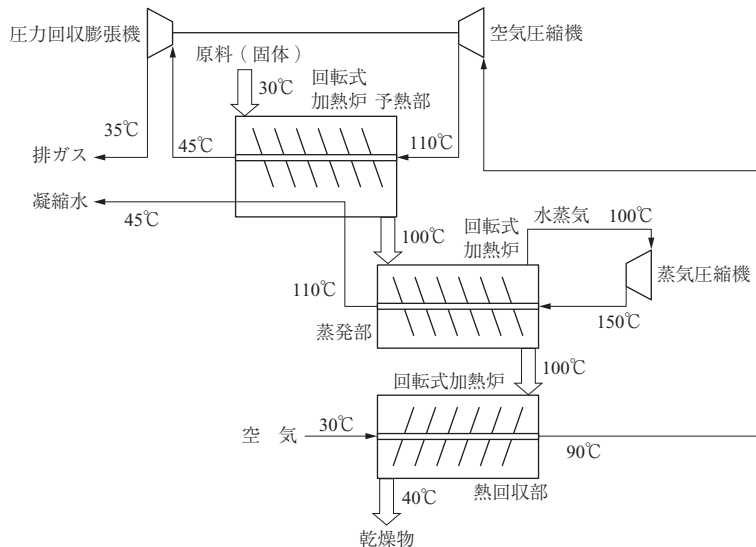 圧力回収膨張機
空気圧縮機
原料（固体）
30℃
回転式
加熱炉 予熱部
35℃
45℃
110℃
排ガス
凝縮水
45℃
100℃
回転式
加熱炉
水蒸気
100℃
蒸気圧縮機
110℃
150℃
蒸発部
100℃
回転式加熱炉
空　気
30℃
90℃
熱回収部
40℃
乾燥物